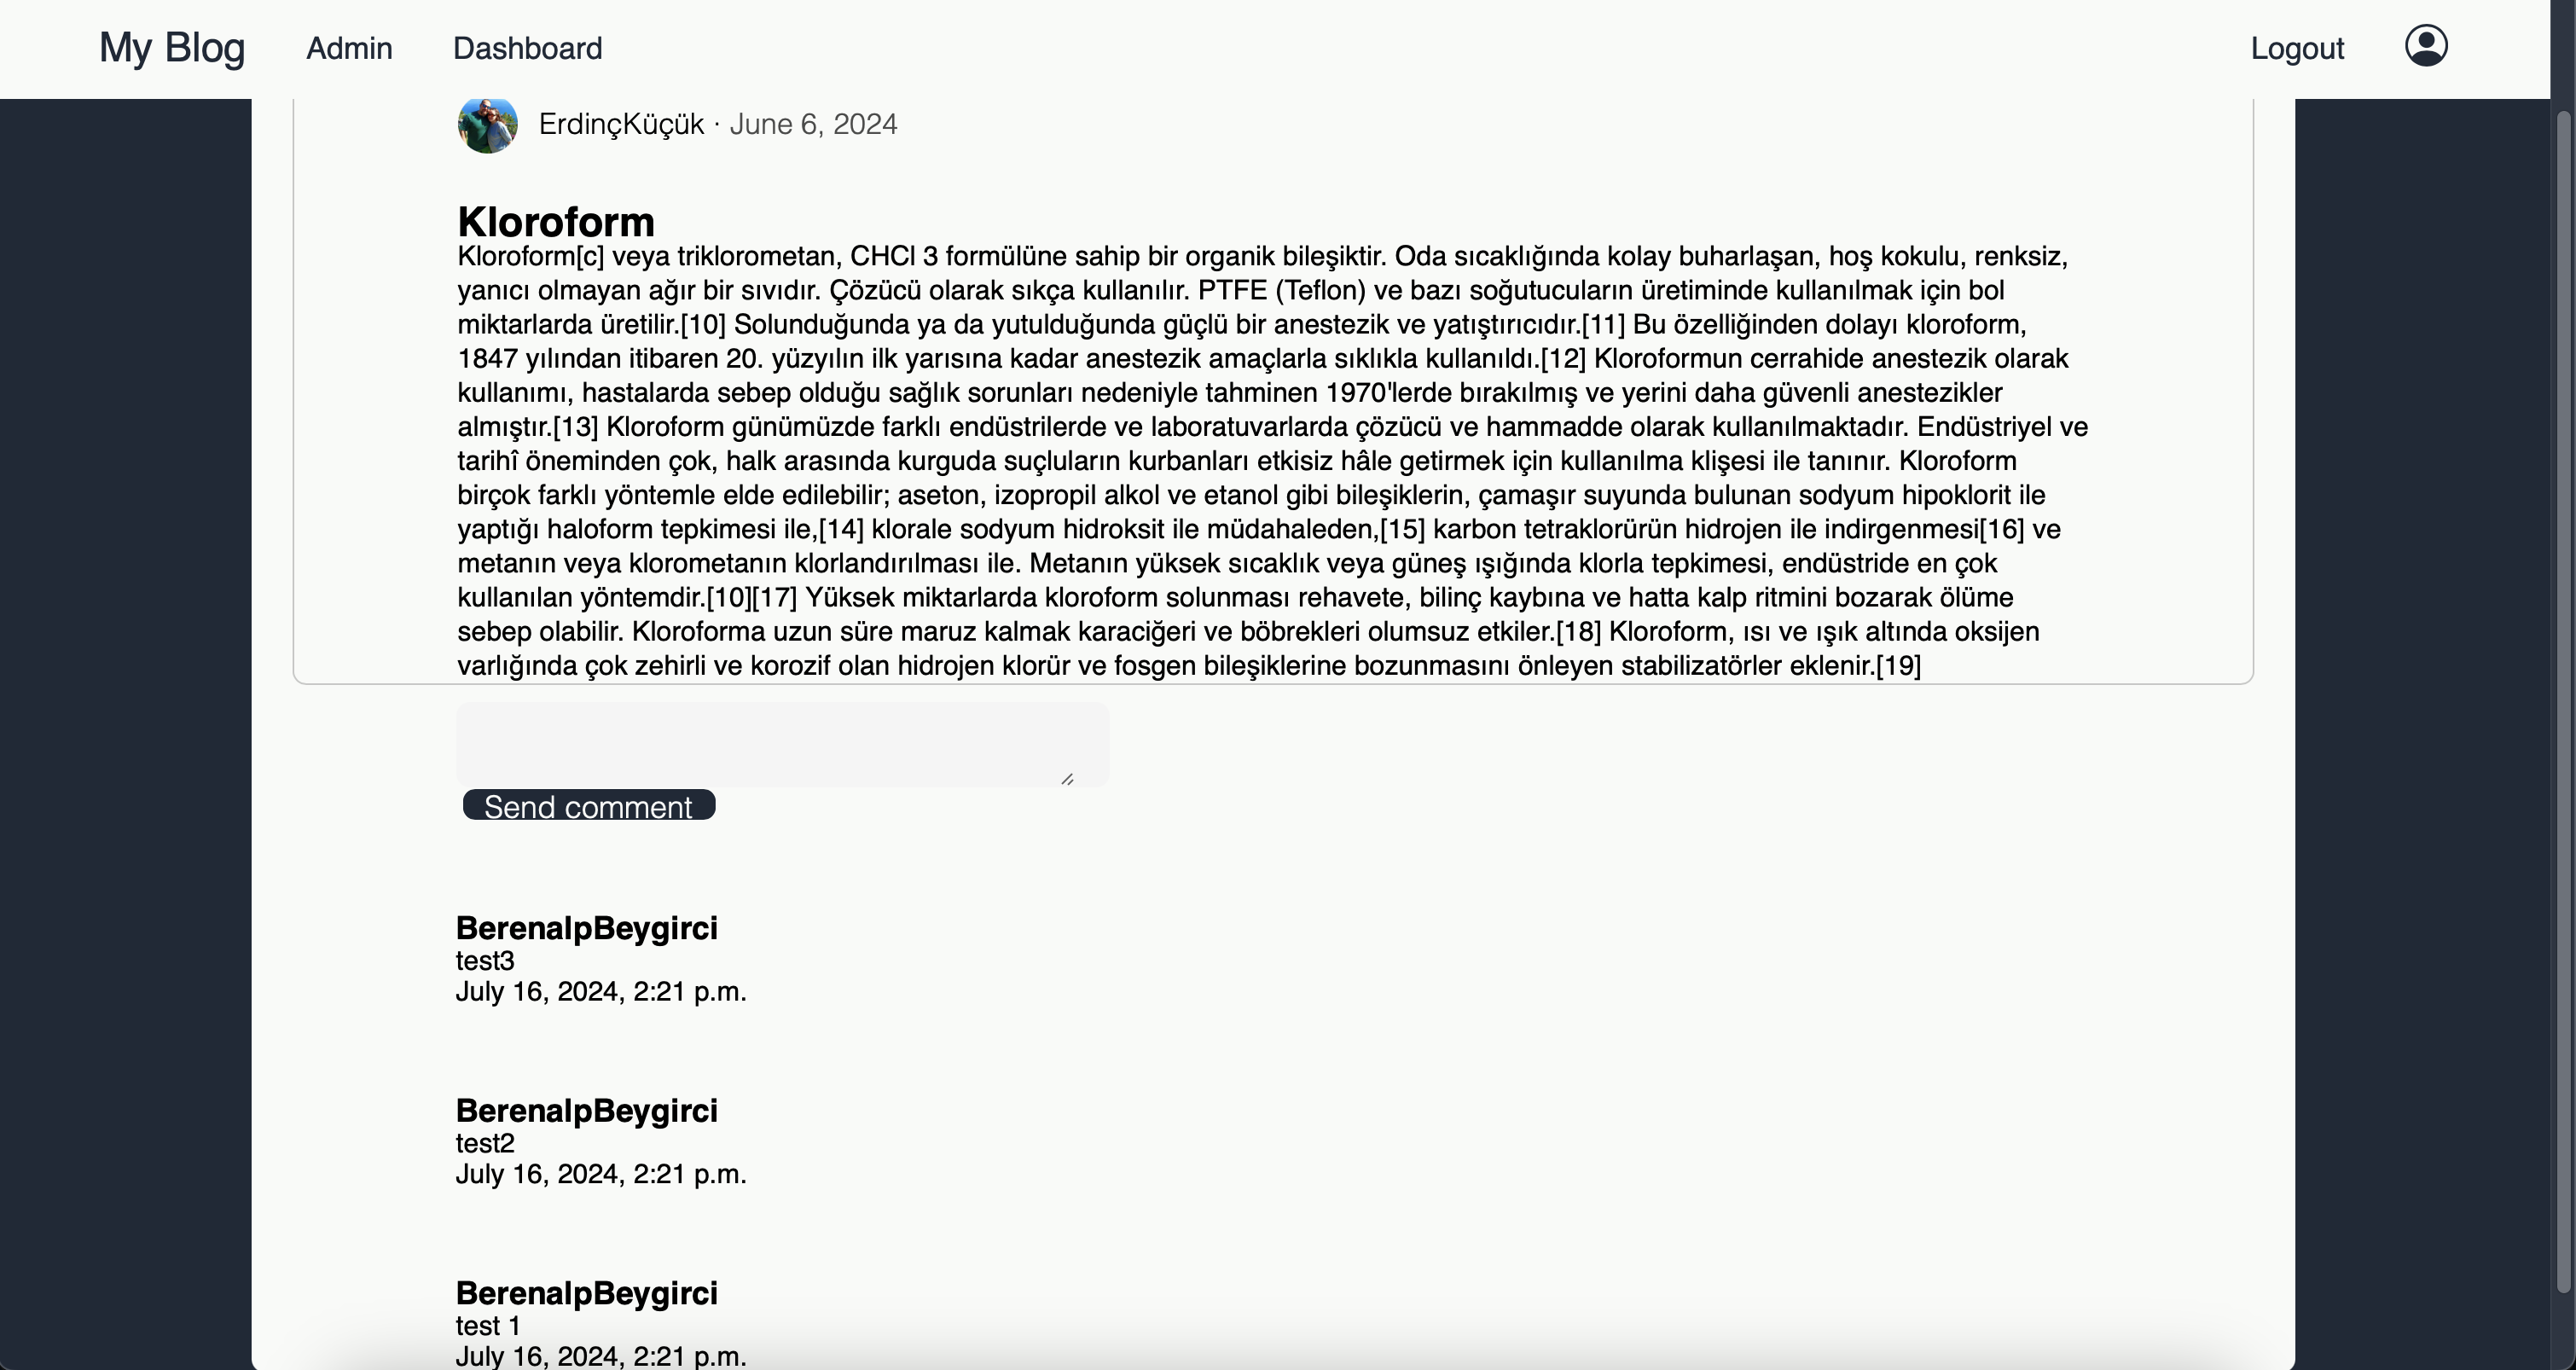 My Blog Admin Dashboard Logout
ErdinçKüçük · June 6, 2024
Kloroform
Kloroform[c] veya triklorometan, CHCl 3 formülüne sahip bir organik bileşiktir. Oda sıcaklığında kolay buharlaşan, hoş kokulu, renksiz,
yanıcı olmayan ağır bir sıvıdır. Çözücü olarak sıkça kullanılır. PTFE (Teflon) ve bazı soğutucuların üretiminde kullanılmak için bol
miktarlarda üretilir.[10] Solunduğunda ya da yutulduğunda güçlü bir anestezik ve yatıştırıcıdır.[11] Bu özelliğinden dolayı kloroform,
1847 yılından itibaren 20. yüzyılın ilk yarısına kadar anestezik amaçlarla sıklıkla kullanıldı.[12] Kloroformun cerrahide anestezik olarak
kullanımı, hastalarda sebep olduğu sağlık sorunları nedeniyle tahminen 1970'lerde bırakılmış ve yerini daha güvenli anestezikler
almıştır.[13] Kloroform günümüzde farklı endüstrilerde ve laboratuvarlarda çözücü ve hammadde olarak kullanılmaktadır. Endüstriyel ve
tarihî öneminden çok, halk arasında kurguda suçluların kurbanları etkisiz hâle getirmek için kullanılma klişesi ile tanınır. Kloroform
birçok farklı yöntemle elde edilebilir; aseton, izopropil alkol ve etanol gibi bileşiklerin, çamaşır suyunda bulunan sodyum hipoklorit ile
yaptığı haloform tepkimesi ile,[14] klorale sodyum hidroksit ile müdahaleden,[15] karbon tetraklorürün hidrojen ile indirgenmesi[16] ve
metanın veya klorometanın klorlandırılması ile. Metanın yüksek sıcaklık veya güneş ışığında klorla tepkimesi, endüstride en çok
kullanılan yöntemdir.[10][17] Yüksek miktarlarda kloroform solunması rehavete, bilinç kaybına ve hatta kalp ritmini bozarak ölüme
sebep olabilir. Kloroforma uzun süre maruz kalmak karaciğeri ve böbrekleri olumsuz etkiler.[18] Kloroform, ısı ve ışık altında oksijen
varlığında çok zehirli ve korozif olan hidrojen klorür ve fosgen bileşiklerine bozunmasını önleyen stabilizatörler eklenir.[19]
Send comment
BerenalpBeygirci
test3
July 16, 2024, 2:21 p.m.
BerenalpBeygirci
test2
July 16, 2024, 2:21 p.m.
BerenalpBeygirci
test 1
July 16, 2024, 2:21 p.m.